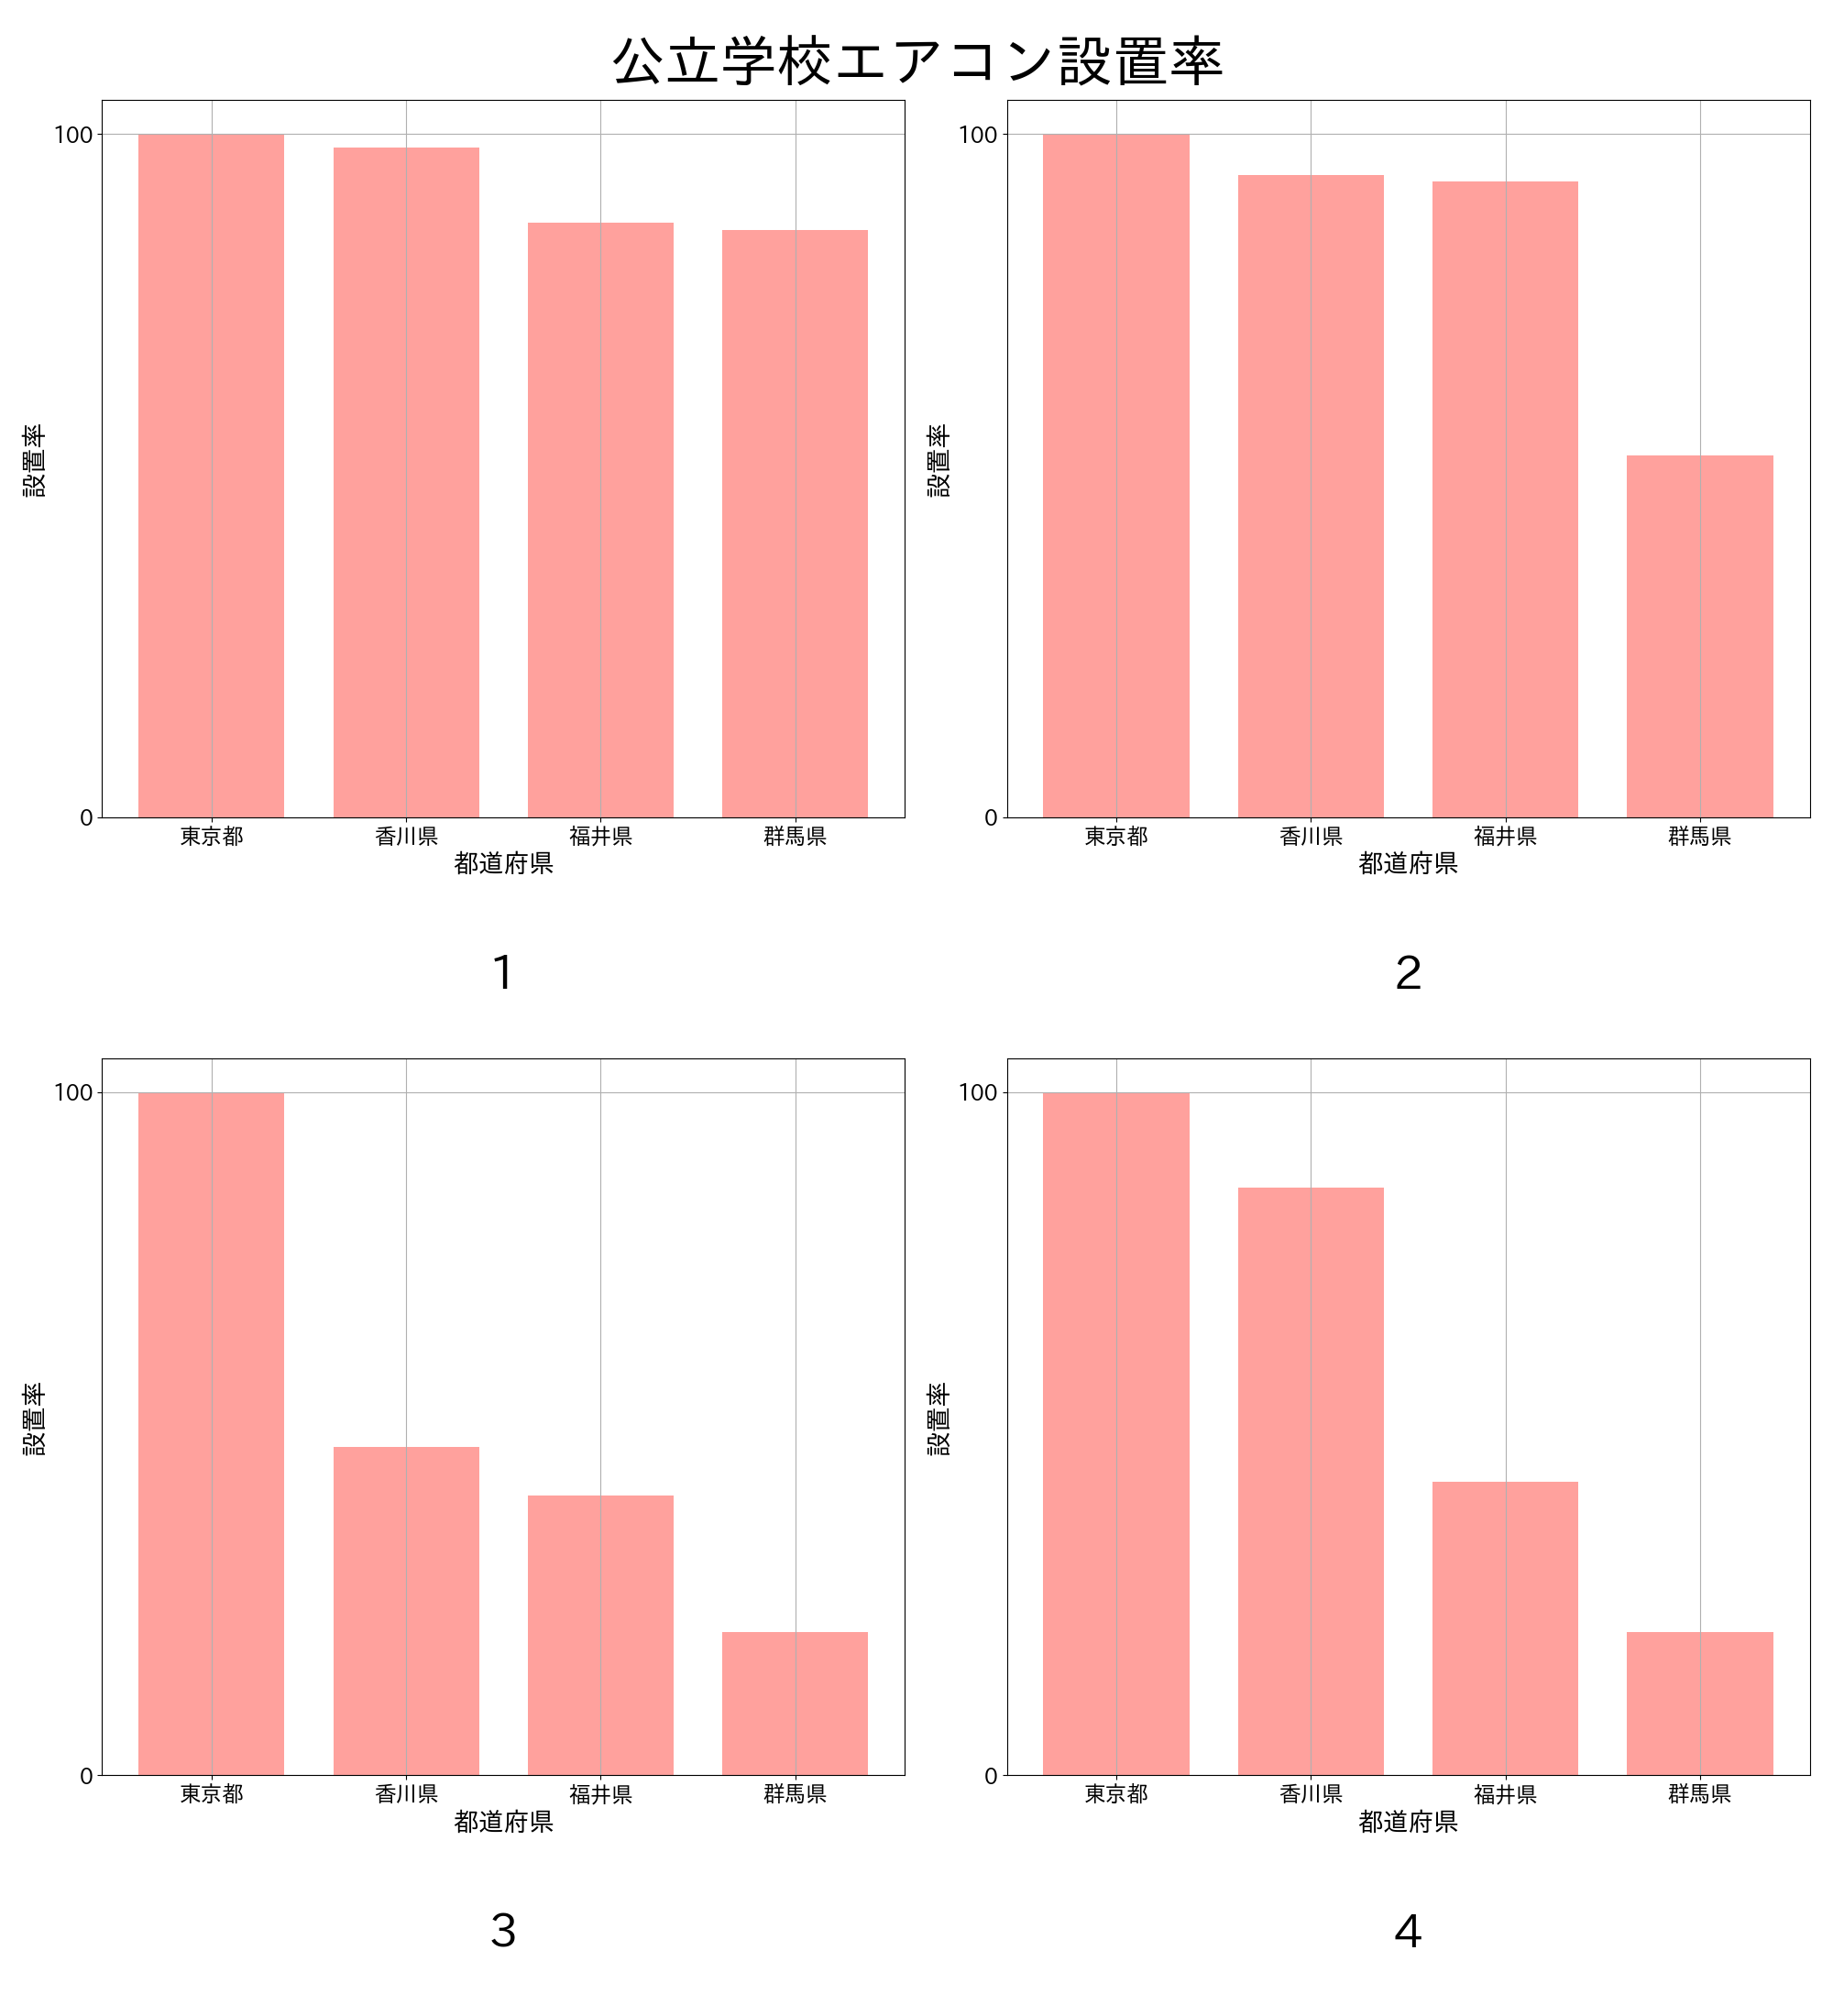 公立学校エアコン設置率
100
0
設置率
東京都 香川県 福井県 群馬県
都道府県
1
100
0
設置率
東京都 香川県 福井県 群馬県
都道府県
2
100
0
設置率
東京都 香川県 福井県 群馬県
都道府県
3
100
0
設置率
東京都 香川県 福井県 群馬県
都道府県
4